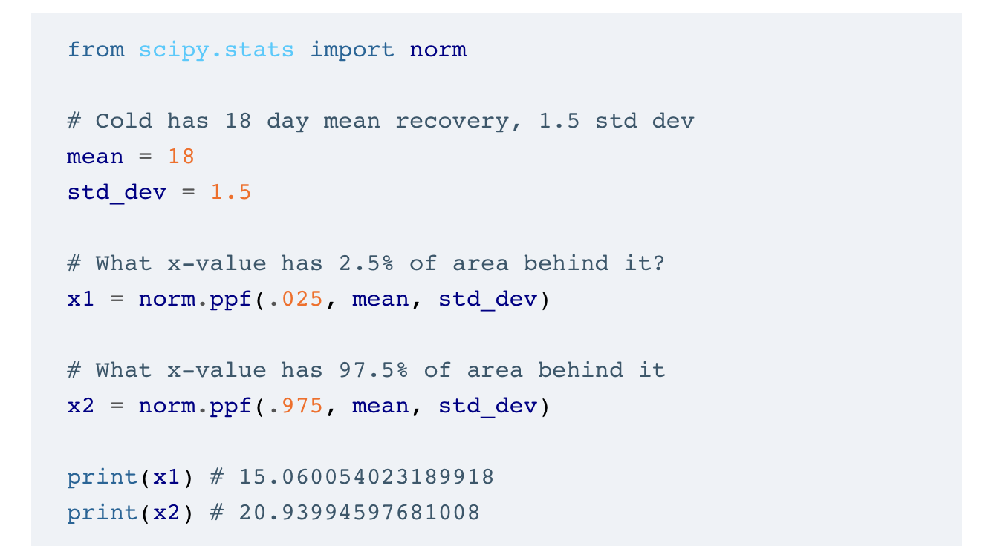 from scipy.stats import norm
# Cold has 18 day mean recovery, 1.5 std dev
mean = 18
std_dev = 1.5
# What x-value has 2.5% of area behind it?
x1 = norm.ppf(.025, mean, std_dev)
# What x-value has 97.5% of area behind it
x2 = norm.ppf(.975, mean, std_dev)
print(x1) # 15.060054023189918
print(x2) # 20.93994597681008